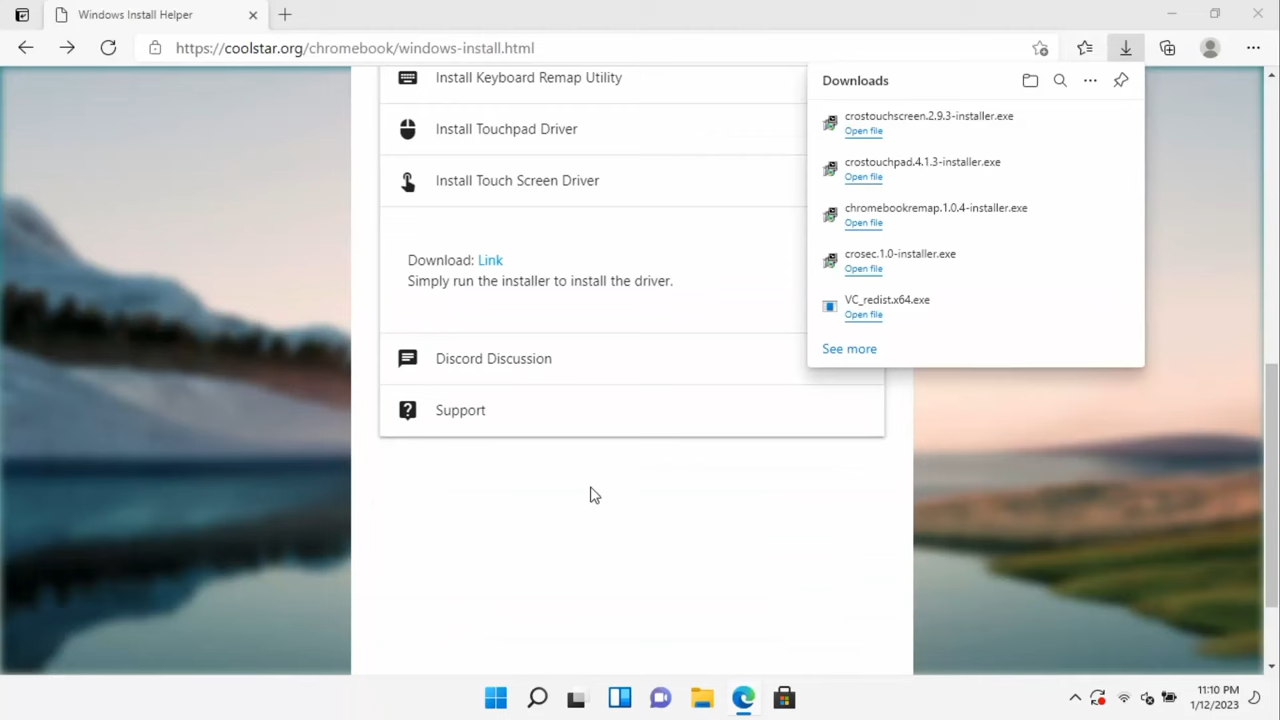 Windows Install Helper
https://coolstar.org/chromebook/windows-install.html
Install Keyboard Remap Utility
Install Touchpad Driver
Install Touch Screen Driver
Download: Link
Simply run the installer to install the driver.
Discord Discussion
Support
Downloads
crostouchscreen.2.9.3-installer.exe
Open file
crostouchpad.4.1.3-installer.exe
Open file
chromebookremap.1.0.4-installer.exe
Open file
crosec.1.0-installer.exe
Open file
VC_redist.x64.exe
Open file
See more
11:10 PM
1/12/2023